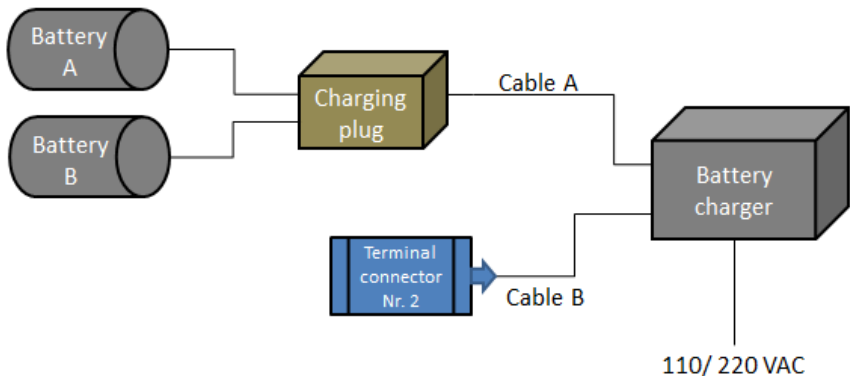 Battery
A
Charging
plug
Cable A
Battery
B
Battery
charger
Terminal
connector
Nr. 2
Cable B
110/ 220 VAC